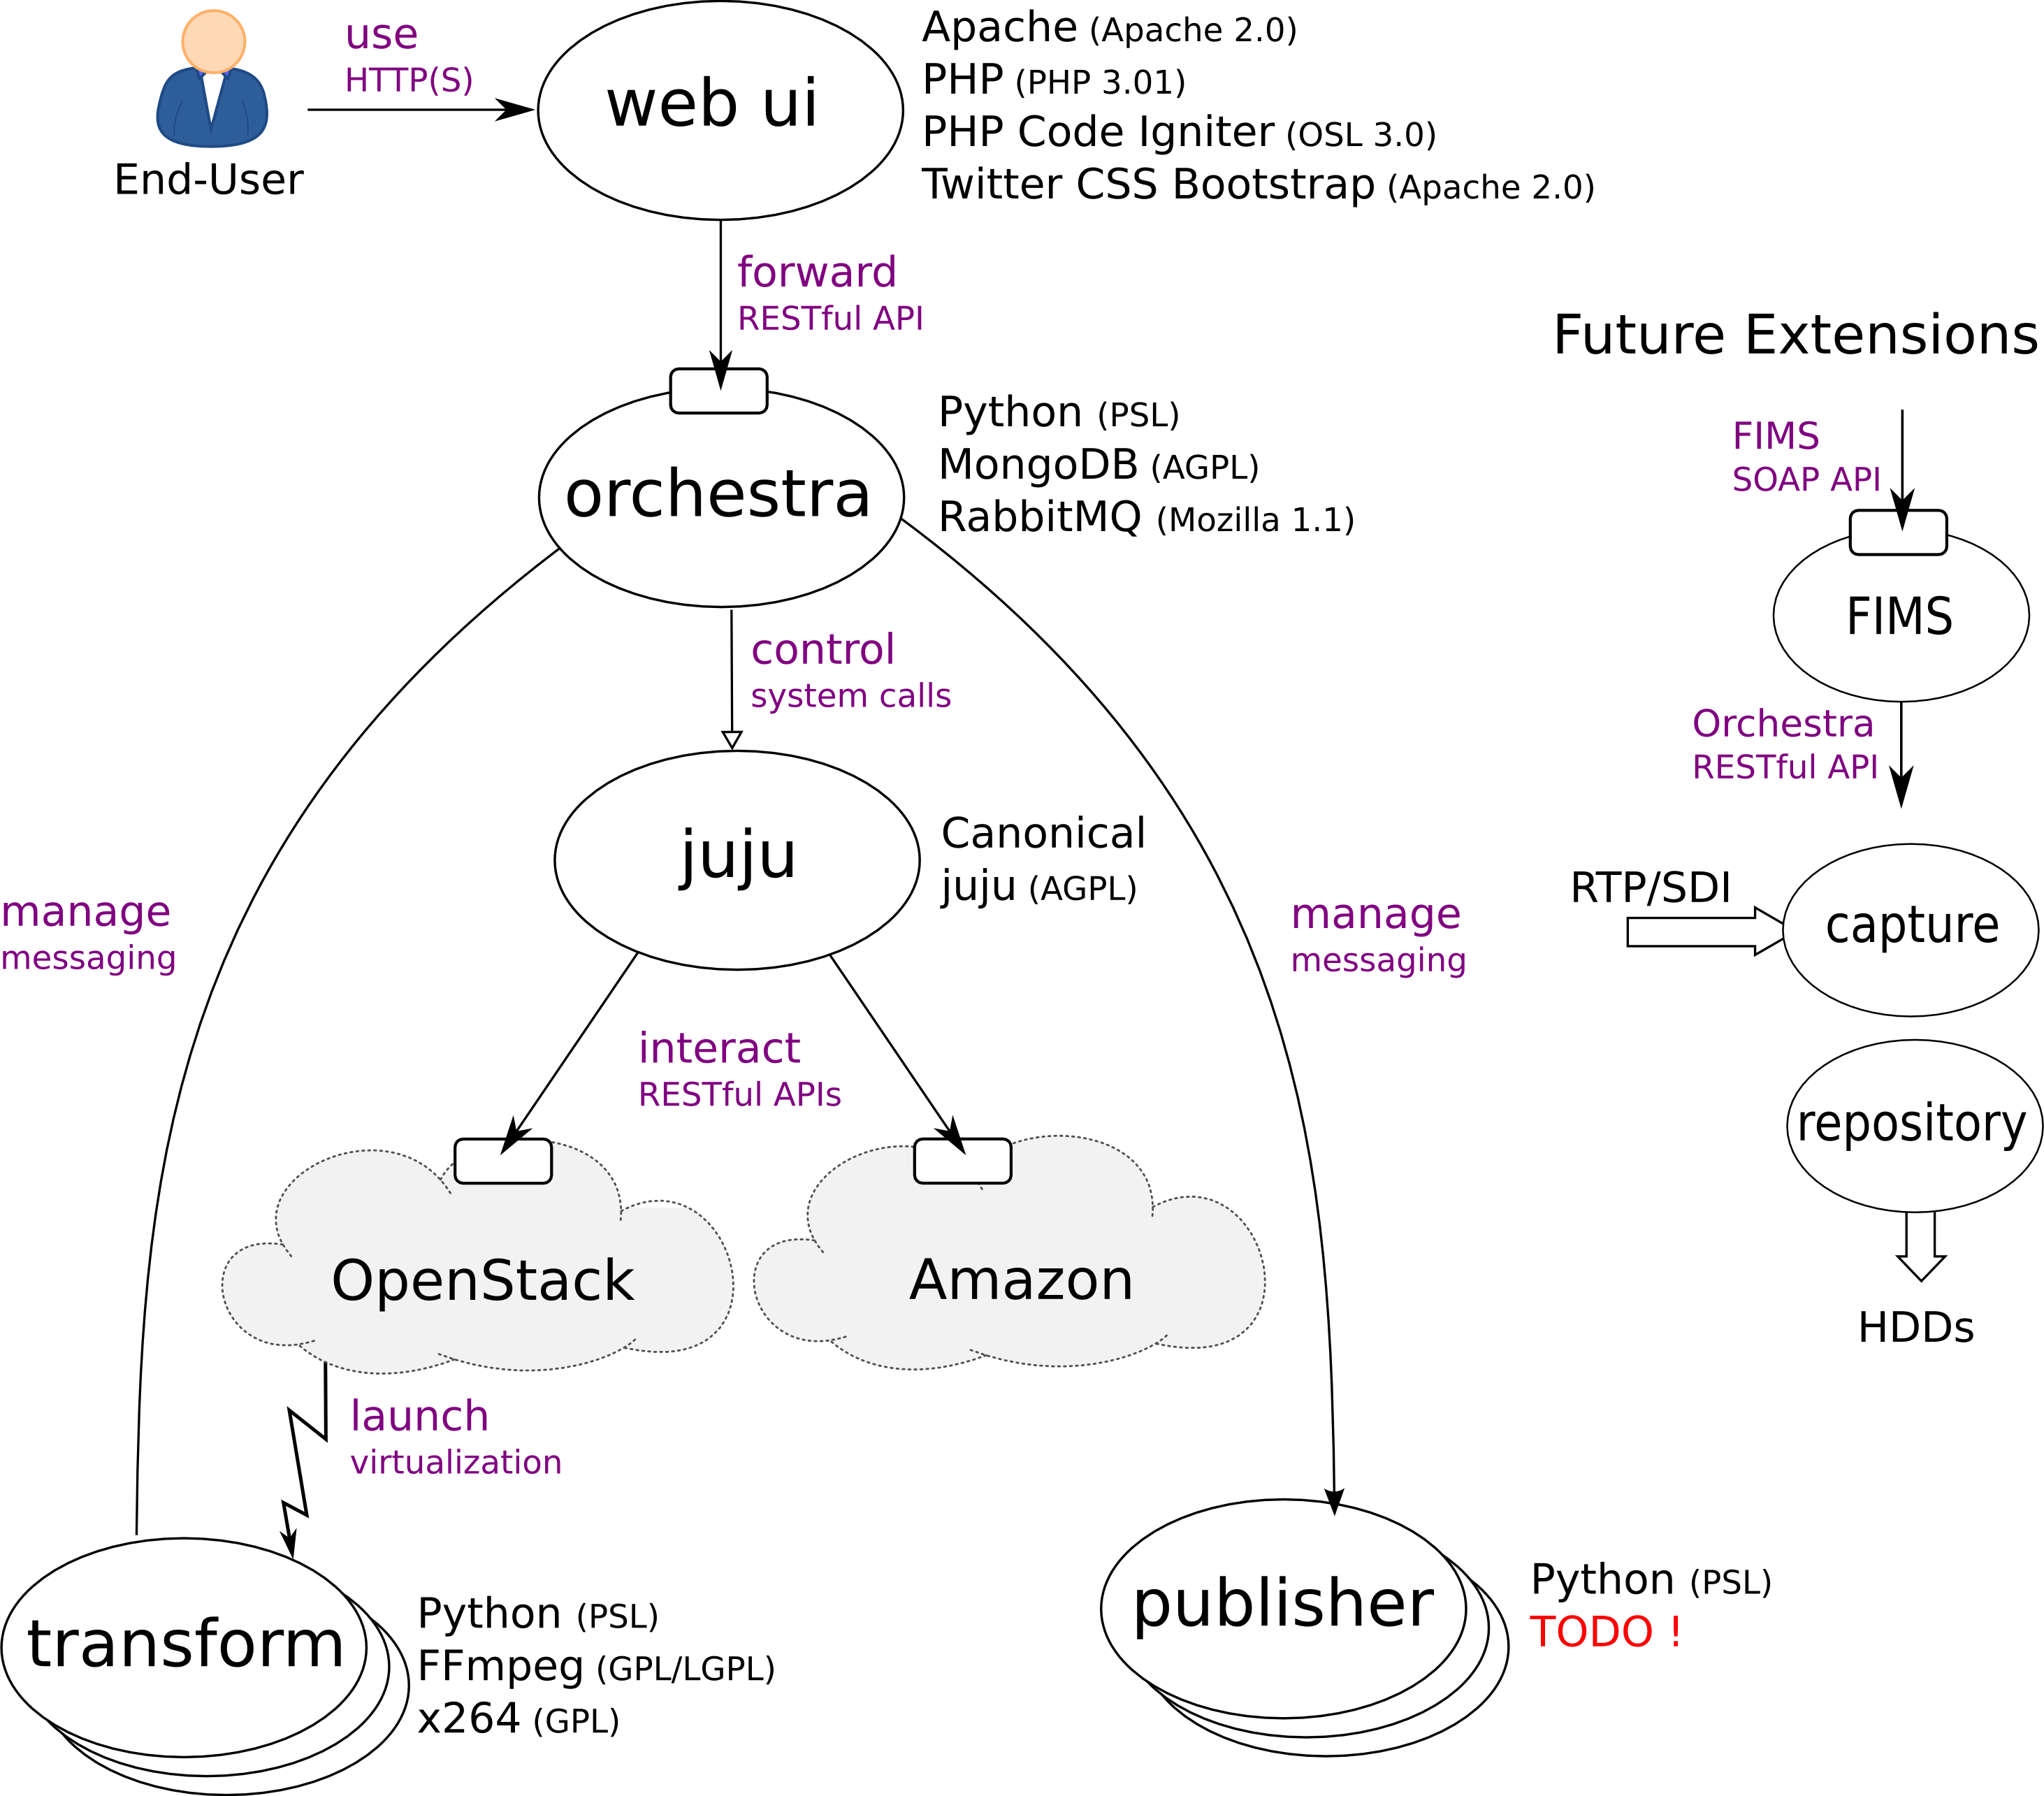 use
HTTP(S)
End-User
web ui
Apache (Apache 2.0)
PHP (PHP 3.01)
PHP Code Igniter (OSL 3.0)
Twitter CSS Bootstrap (Apache 2.0)
forward
RESTful API
orchestra
Python (PSL)
MongoDB (AGPL)
RabbitMQ (Mozilla 1.1)
control
system calls
juju
Canonical
juju (AGPL)
manage
messaging
manage
messaging
interact
RESTful APIs
OpenStack
Amazon
launch
virtualization
transform
Python (PSL)
FFmpeg (GPL/LGPL)
x264 (GPL)
publisher
Python (PSL)
TODO !
Future Extensions
FIMS
SOAP API
FIMS
Orchestra
RESTful API
RTP/SDI
capture
repository
HDDs